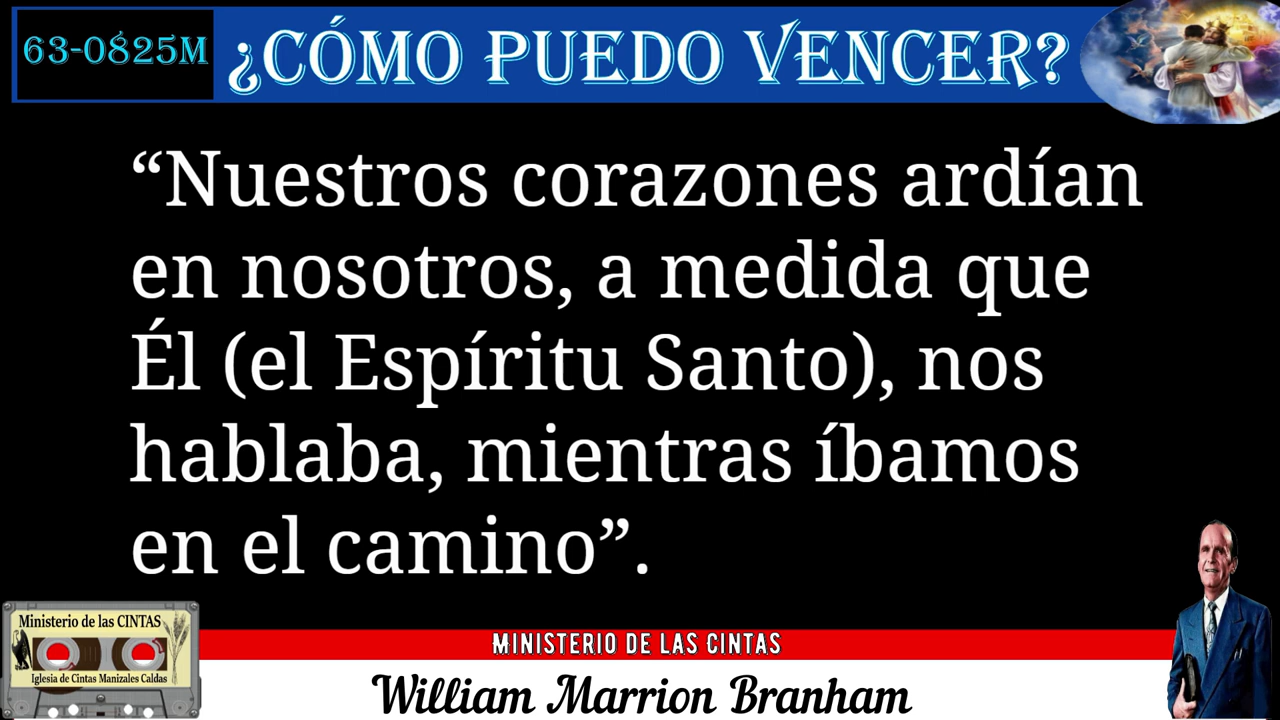 63-0825M
¿CÓMO PUEDO VENCER?
“Nuestros corazones ardían
en nosotros, a medida que
Él (el Espíritu Santo), nos
hablaba, mientras íbamos
en el camino”.
Ministerio de las CINTAS
Iglesia de Cintas Manizales Caldas
MINISTERIO DE LAS CINTAS
William Marrion Branham